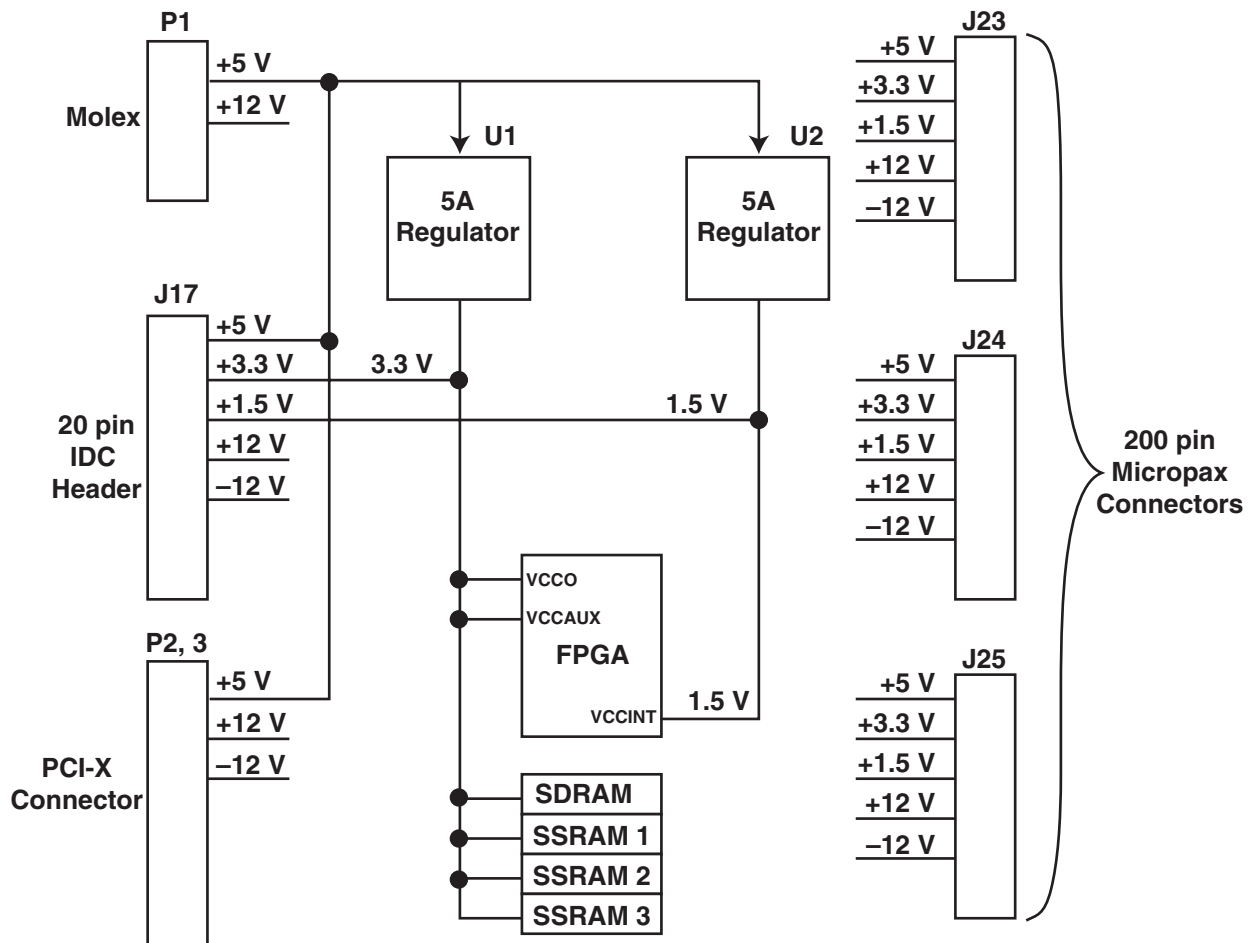 P1
+5 V
+12 V
Molex
U1
5A
Regulator
U2
5A
Regulator
J17
+5 V
+3.3 V
3.3 V
+1.5 V
1.5 V
+12 V
–12 V
20 pin
IDC
Header
P2, 3
+5 V
+12 V
–12 V
PCI-X
Connector
VCCO
VCCAUX
FPGA
VCCINT
1.5 V
SDRAM
SSRAM 1
SSRAM 2
SSRAM 3
J23
+5 V
+3.3 V
+1.5 V
+12 V
–12 V
J24
+5 V
+3.3 V
+1.5 V
+12 V
–12 V
J25
+5 V
+3.3 V
+1.5 V
+12 V
–12 V
200 pin
Micropax
Connectors